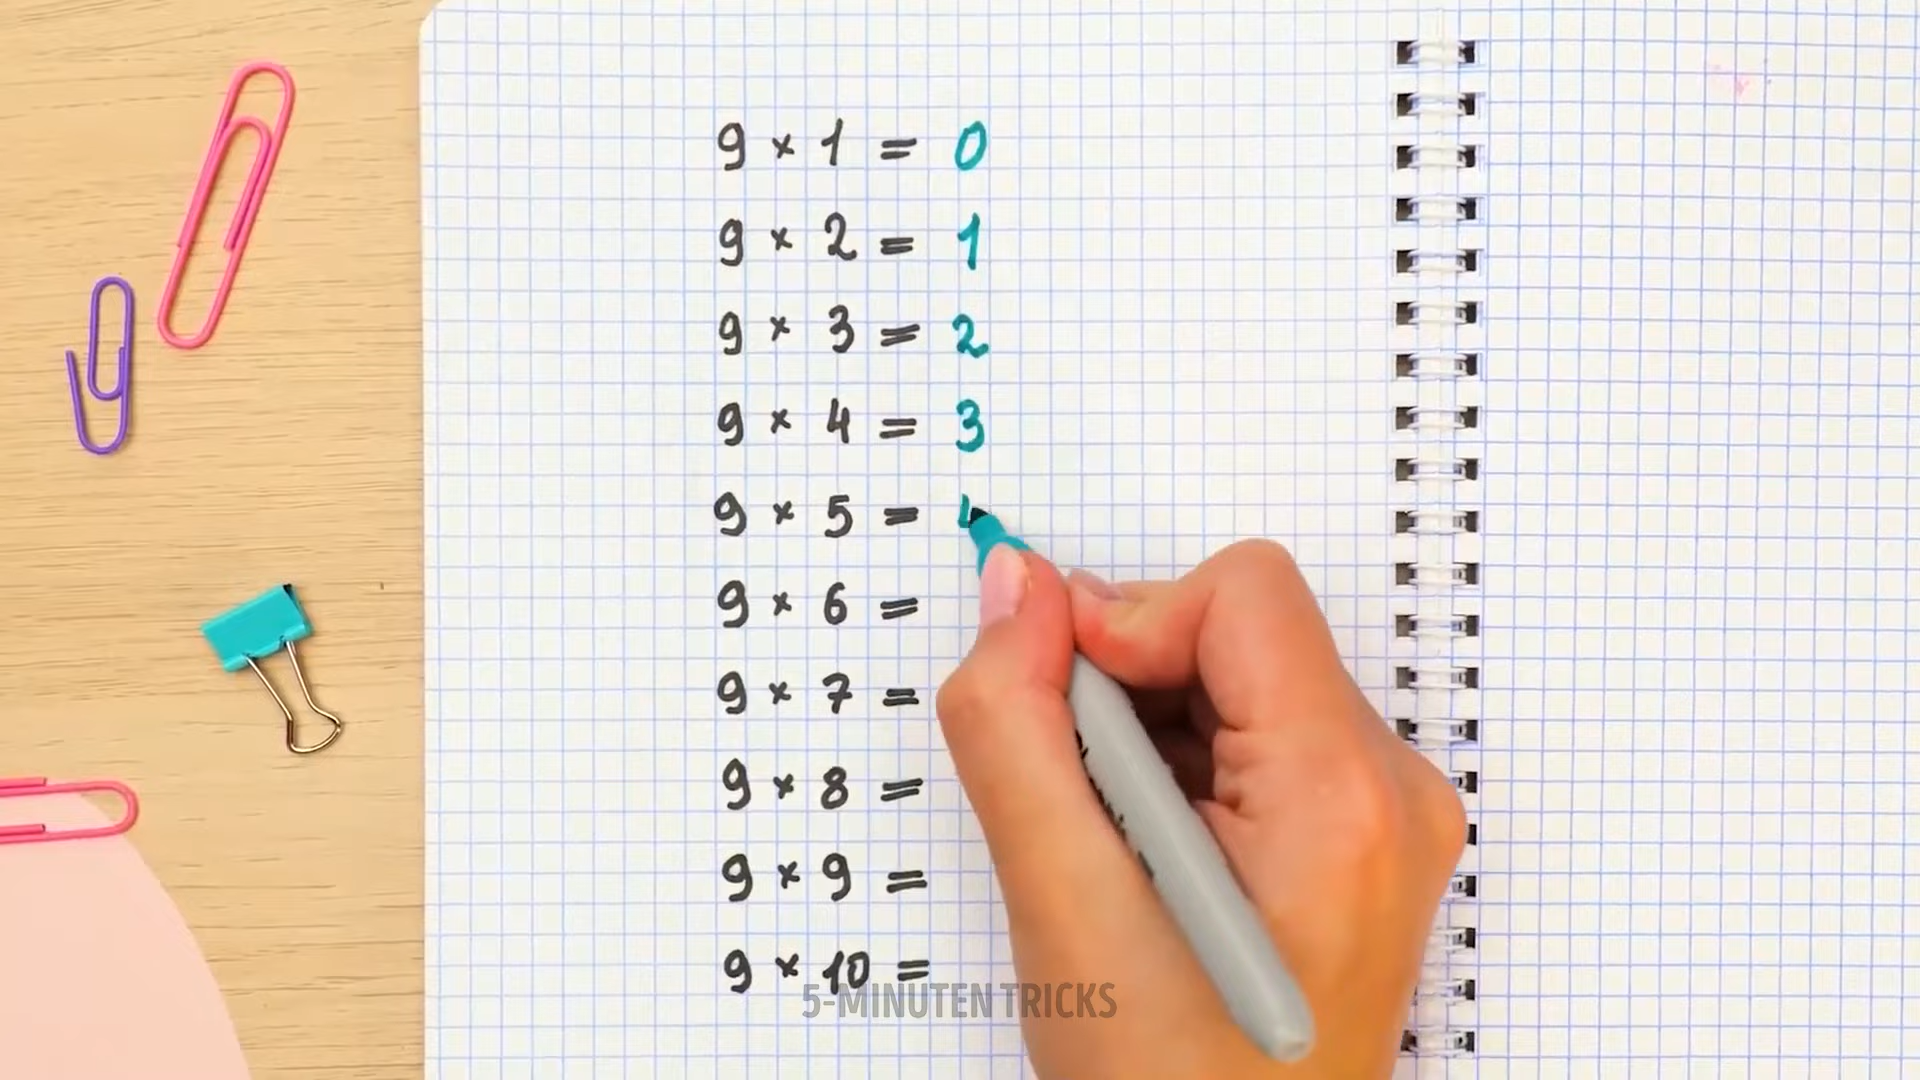 9 × 1 = 0
9 × 2 = 1
9 × 3 = 2
9 × 4 = 3
9 × 5 =
9 × 6 =
9 × 7 =
9 × 8 =
9 × 9 =
9 × 10 =
5-MINUTEN TRICKS